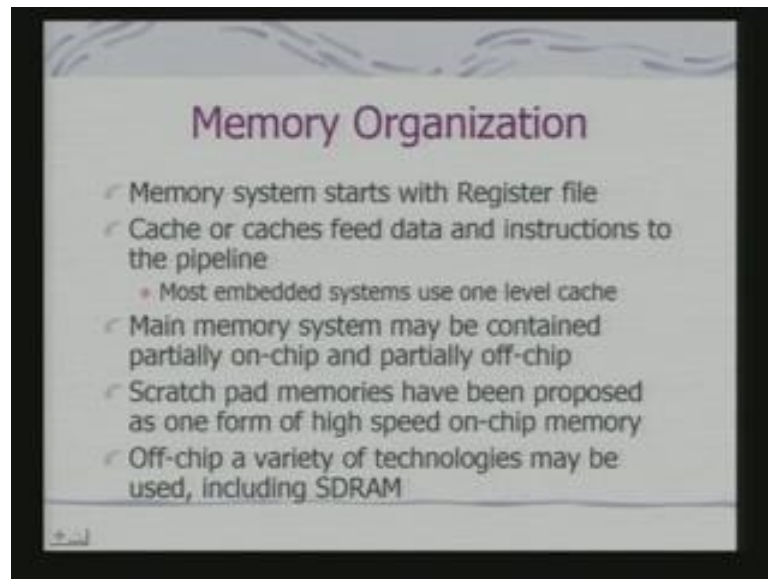 Memory Organization
Memory system starts with Register file
Cache or caches feed data and instructions to
the pipeline
Most embedded systems use one level cache
Main memory system may be contained
partially on-chip and partially off-chip
Scratch pad memories have been proposed
as one form of high speed on-chip memory
Off-chip a variety of technologies may be
used, including SDRAM